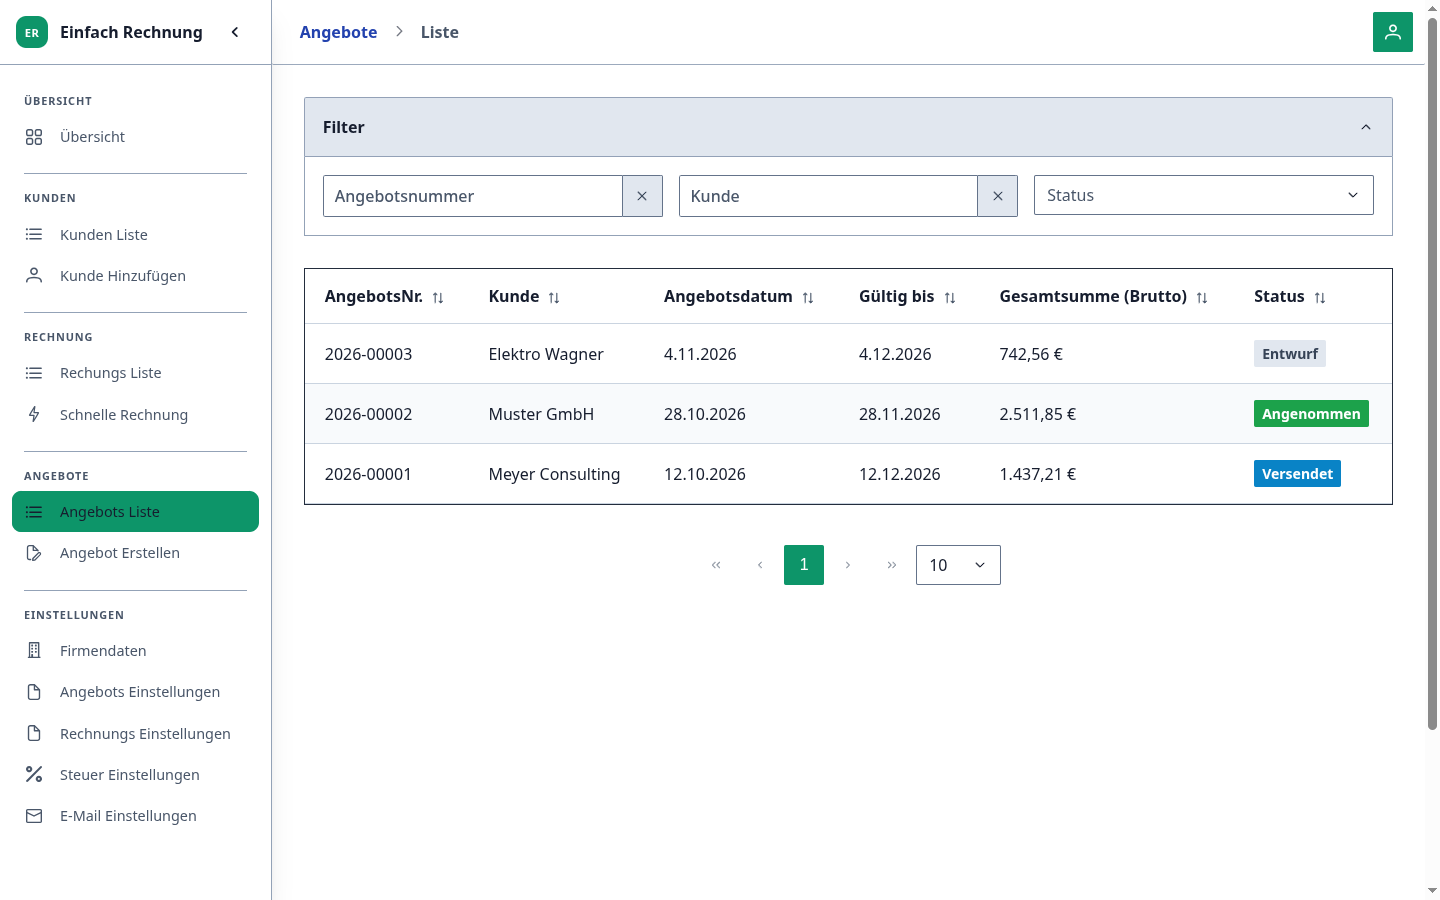 ER Einfach Rechnung
Angebote Liste
ÜBERSICHT
Übersicht
KUNDEN
Kunden Liste
Kunde Hinzufügen
RECHNUNG
Rechungs Liste
Schnelle Rechnung
ANGEBOTE
Angebots Liste
Angebot Erstellen
EINSTELLUNGEN
Firmendaten
Angebots Einstellungen
Rechnungs Einstellungen
Steuer Einstellungen
E-Mail Einstellungen
Filter
Angebotsnummer Kunde Status
AngebotsNr. Kunde Angebotsdatum Gültig bis Gesamtsumme (Brutto) Status
2026-00003 Elektro Wagner 4.11.2026 4.12.2026 742,56 € Entwurf
2026-00002 Muster GmbH 28.10.2026 28.11.2026 2.511,85 € Angenommen
2026-00001 Meyer Consulting 12.10.2026 12.12.2026 1.437,21 € Versendet
« ‹ 1 › » 10